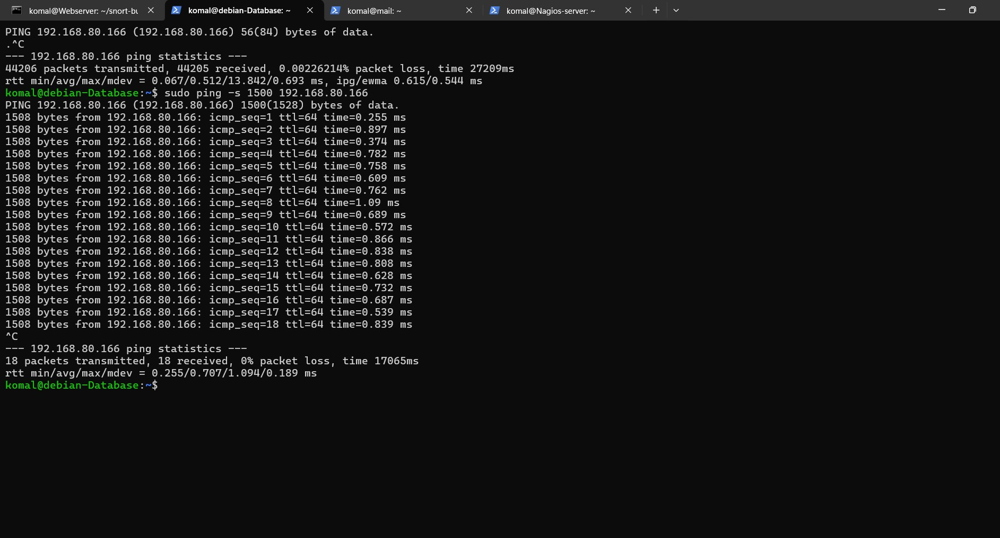 komal@Webserver: ~/snort-bu
komal@debian-Database: ~
komal@mail: ~
komal@Nagios-server: ~
PING 192.168.80.166 (192.168.80.166) 56(84) bytes of data.
.^C
--- 192.168.80.166 ping statistics ---
44206 packets transmitted, 44205 received, 0.00226214% packet loss, time 27209ms
rtt min/avg/max/mdev = 0.067/0.512/13.842/0.693 ms, ipg/ewma 0.615/0.544 ms
komal@debian-Database:~$ sudo ping -s 1500 192.168.80.166
PING 192.168.80.166 (192.168.80.166) 1500(1528) bytes of data.
1508 bytes from 192.168.80.166: icmp_seq=1 ttl=64 time=0.255 ms
1508 bytes from 192.168.80.166: icmp_seq=2 ttl=64 time=0.897 ms
1508 bytes from 192.168.80.166: icmp_seq=3 ttl=64 time=0.374 ms
1508 bytes from 192.168.80.166: icmp_seq=4 ttl=64 time=0.782 ms
1508 bytes from 192.168.80.166: icmp_seq=5 ttl=64 time=0.758 ms
1508 bytes from 192.168.80.166: icmp_seq=6 ttl=64 time=0.609 ms
1508 bytes from 192.168.80.166: icmp_seq=7 ttl=64 time=0.762 ms
1508 bytes from 192.168.80.166: icmp_seq=8 ttl=64 time=1.09 ms
1508 bytes from 192.168.80.166: icmp_seq=9 ttl=64 time=0.689 ms
1508 bytes from 192.168.80.166: icmp_seq=10 ttl=64 time=0.572 ms
1508 bytes from 192.168.80.166: icmp_seq=11 ttl=64 time=0.866 ms
1508 bytes from 192.168.80.166: icmp_seq=12 ttl=64 time=0.838 ms
1508 bytes from 192.168.80.166: icmp_seq=13 ttl=64 time=0.808 ms
1508 bytes from 192.168.80.166: icmp_seq=14 ttl=64 time=0.628 ms
1508 bytes from 192.168.80.166: icmp_seq=15 ttl=64 time=0.732 ms
1508 bytes from 192.168.80.166: icmp_seq=16 ttl=64 time=0.687 ms
1508 bytes from 192.168.80.166: icmp_seq=17 ttl=64 time=0.539 ms
1508 bytes from 192.168.80.166: icmp_seq=18 ttl=64 time=0.839 ms
^C
--- 192.168.80.166 ping statistics ---
18 packets transmitted, 18 received, 0% packet loss, time 17065ms
rtt min/avg/max/mdev = 0.255/0.707/1.094/0.189 ms
komal@debian-Database:~$